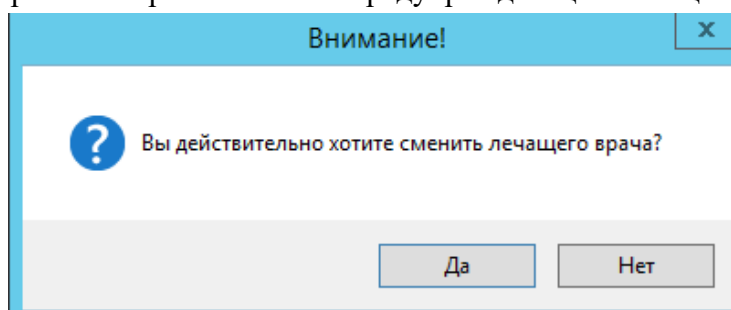 Внимание!
x
Вы действительно хотите сменить лечащего врача?
Да
Нет